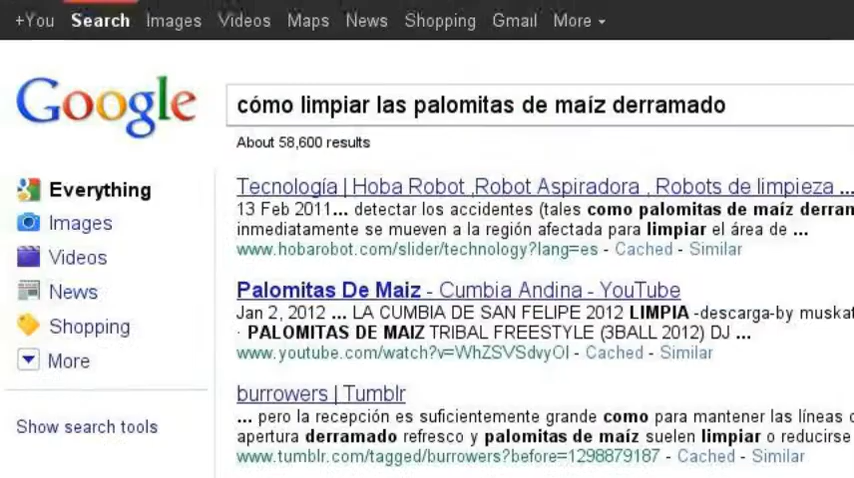 +You Search Images Videos Maps News Shopping Gmail More
Google
cómo limpiar las palomitas de maíz derramado
About 58,600 results
Everything
Images
Videos
News
Shopping
More
Show search tools
Tecnología | Hoba Robot ,Robot Aspiradora , Robots de limpieza ...
13 Feb 2011... detectar los accidentes (tales como palomitas de maíz derram
inmediatamente se mueven a la región afectada para limpiar el área de ...
www.hobarobot.com/slider/technology?lang=es - Cached - Similar
Palomitas De Maiz - Cumbia Andina - YouTube
Jan 2, 2012 ... LA CUMBIA DE SAN FELIPE 2012 LIMPIA -descarga-by muskat
· PALOMITAS DE MAIZ TRIBAL FREESTYLE (3BALL 2012) DJ ...
www.youtube.com/watch?v=WhZSVSdvyOI - Cached - Similar
burrowers | Tumblr
... pero la recepción es suficientemente grande como para mantener las líneas
apertura derramado refresco y palomitas de maíz suelen limpiar o reducirse
www.tumblr.com/tagged/burrowers?before=1298879187 - Cached - Similar